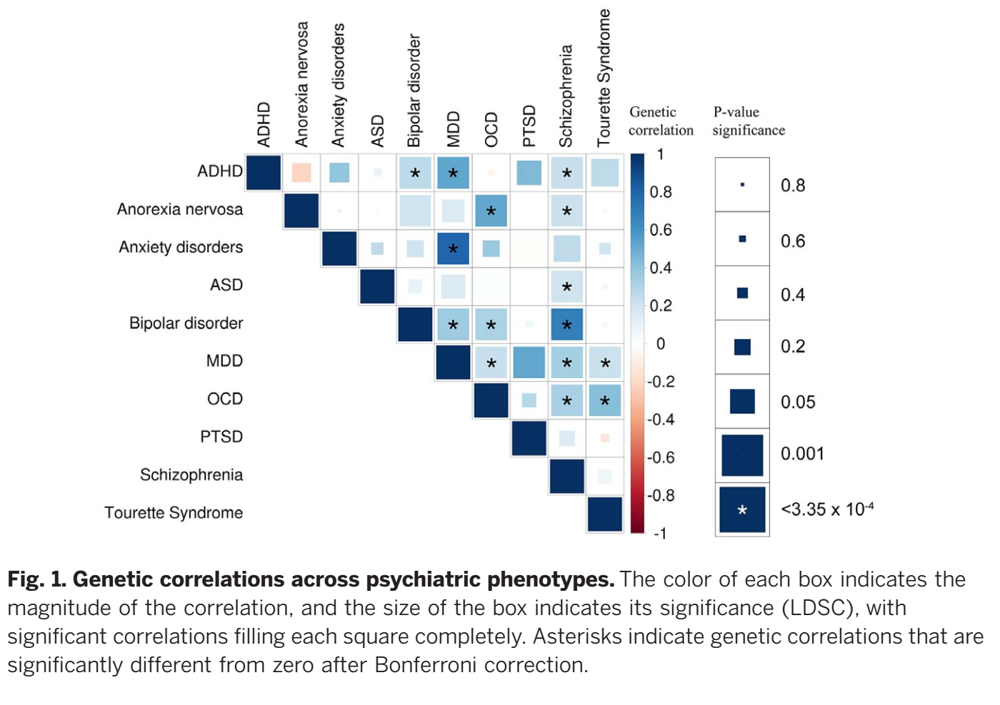 ADHD
Anorexia nervosa
Anxiety disorders
ASD
Bipolar disorder
MDD
OCD
PTSD
Schizophrenia
Tourette Syndrome
Genetic
correlation
P-value
significance
ADHD * * *
Anorexia nervosa * *
Anxiety disorders *
ASD *
Bipolar disorder * * *
MDD * * *
OCD * *
PTSD
Schizophrenia
Tourette Syndrome
1
0.8
0.6
0.4
0.2
0
-0.2
-0.4
-0.6
-0.8
-1
0.8
0.6
0.4
0.2
0.05
0.001
* <3.35 x 10⁻⁴
Fig. 1. Genetic correlations across psychiatric phenotypes. The color of each box indicates the
magnitude of the correlation, and the size of the box indicates its significance (LDSC), with
significant correlations filling each square completely. Asterisks indicate genetic correlations that are
significantly different from zero after Bonferroni correction.